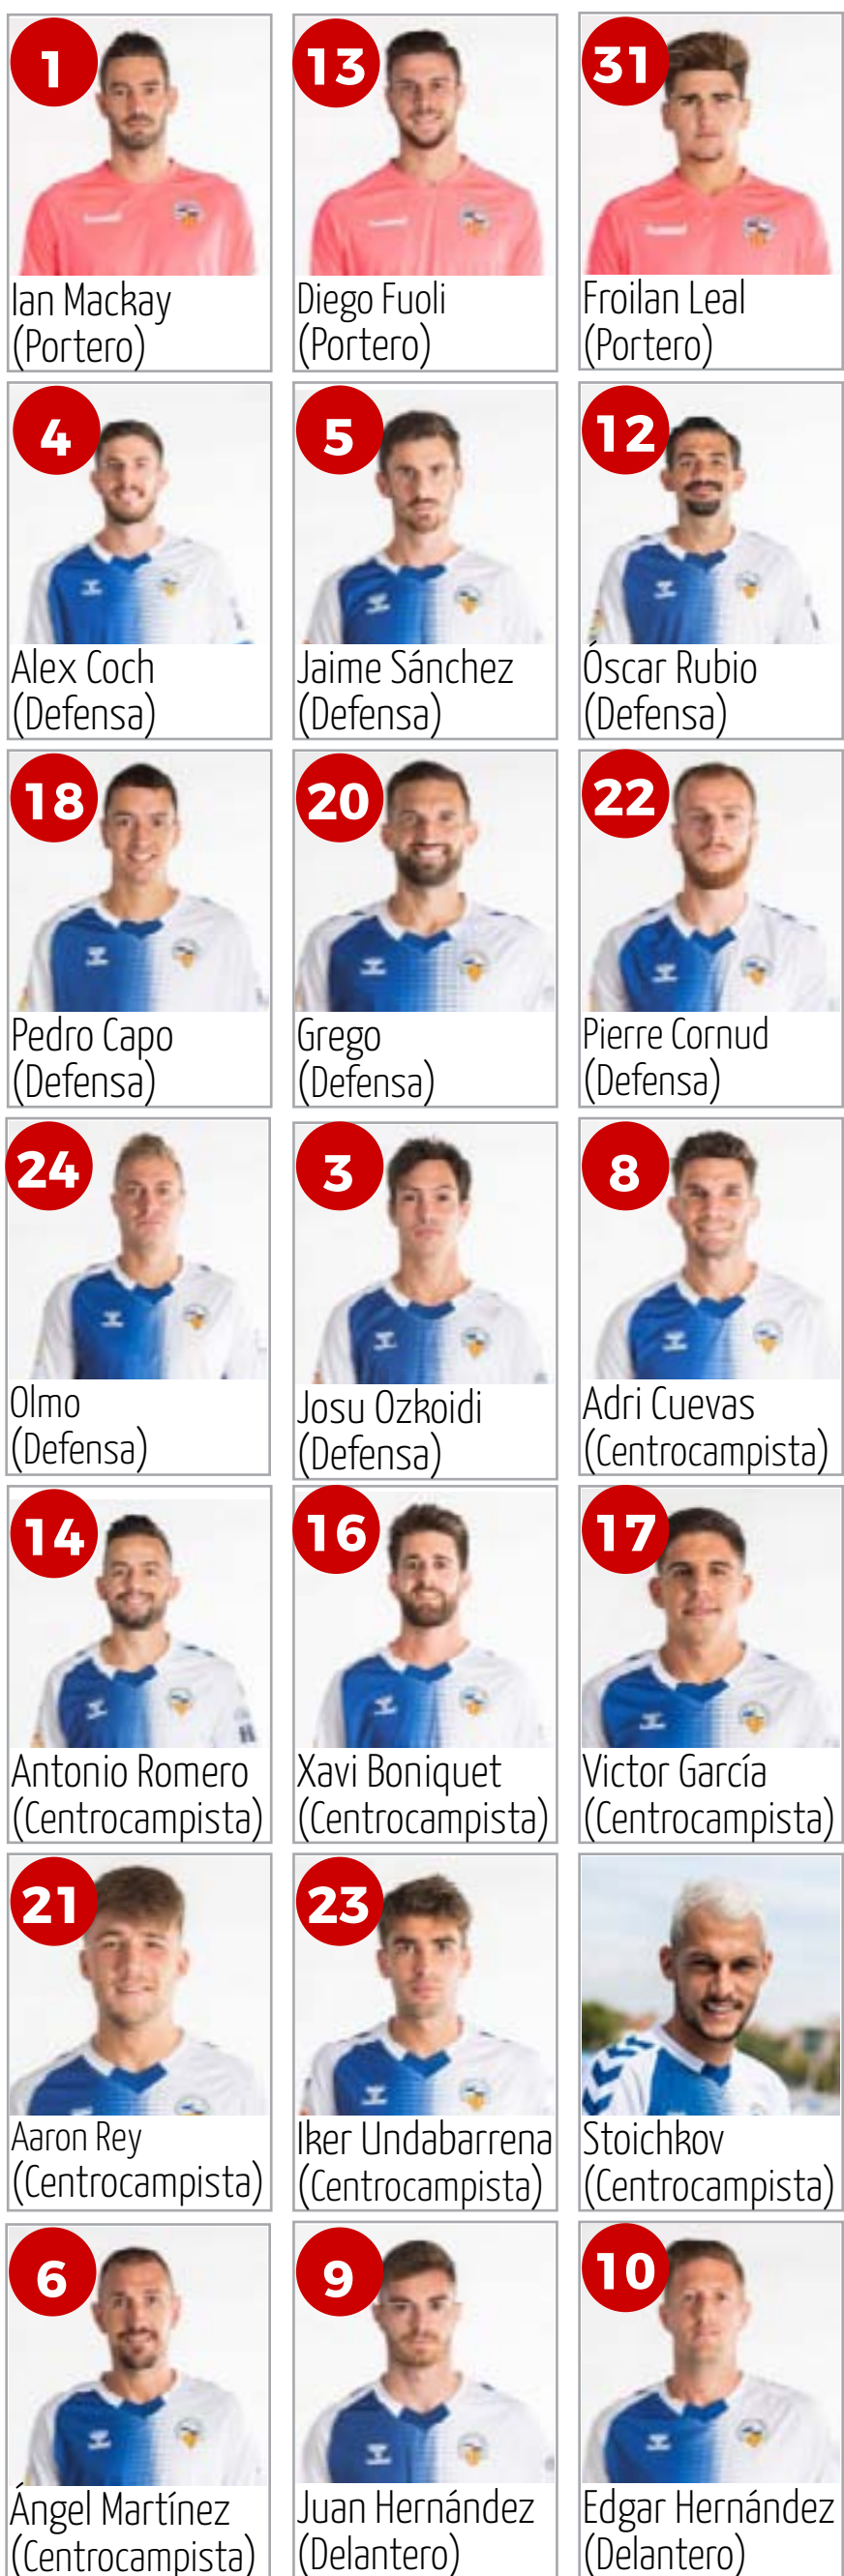 1
Ian Mackay
(Portero)
13
Diego Fuoli
(Portero)
31
Froilan Leal
(Portero)
4
Alex Coch
(Defensa)
5
Jaime Sánchez
(Defensa)
12
Óscar Rubio
(Defensa)
18
Pedro Capo
(Defensa)
20
Grego
(Defensa)
22
Pierre Cornud
(Defensa)
24
Olmo
(Defensa)
3
Josu Ozkoidi
(Defensa)
8
Adri Cuevas
(Centrocampista)
14
Antonio Romero
(Centrocampista)
16
Xavi Boniquet
(Centrocampista)
17
Victor García
(Centrocampista)
21
Aaron Rey
(Centrocampista)
23
Iker Undabarrena
(Centrocampista)
Stoichkov
(Centrocampista)
6
Ángel Martínez
(Centrocampista)
9
Juan Hernández
(Delantero)
10
Edgar Hernández
(Delantero)